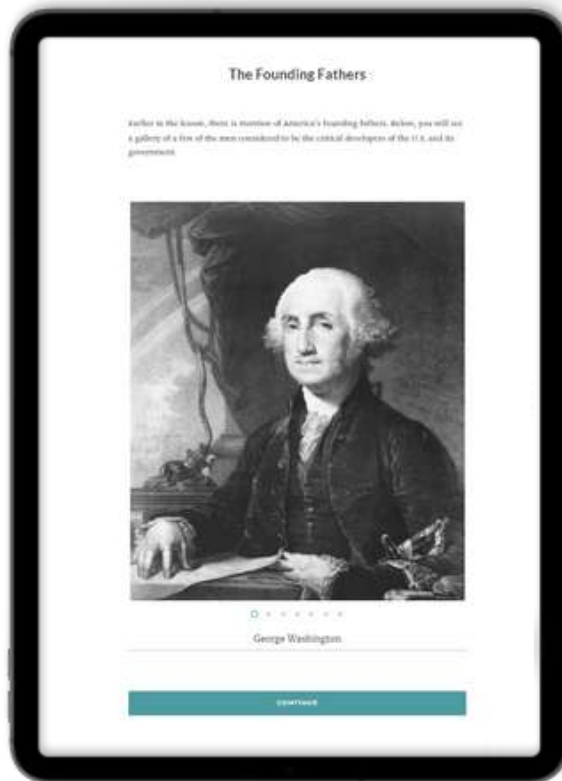 The Founding Fathers
Earlier in the lesson, there is mention of America's founding fathers. Below, you will see
a gallery of a few of the men considered to be the critical developers of the U.S. and its
government.
George Washington
CONTINUE